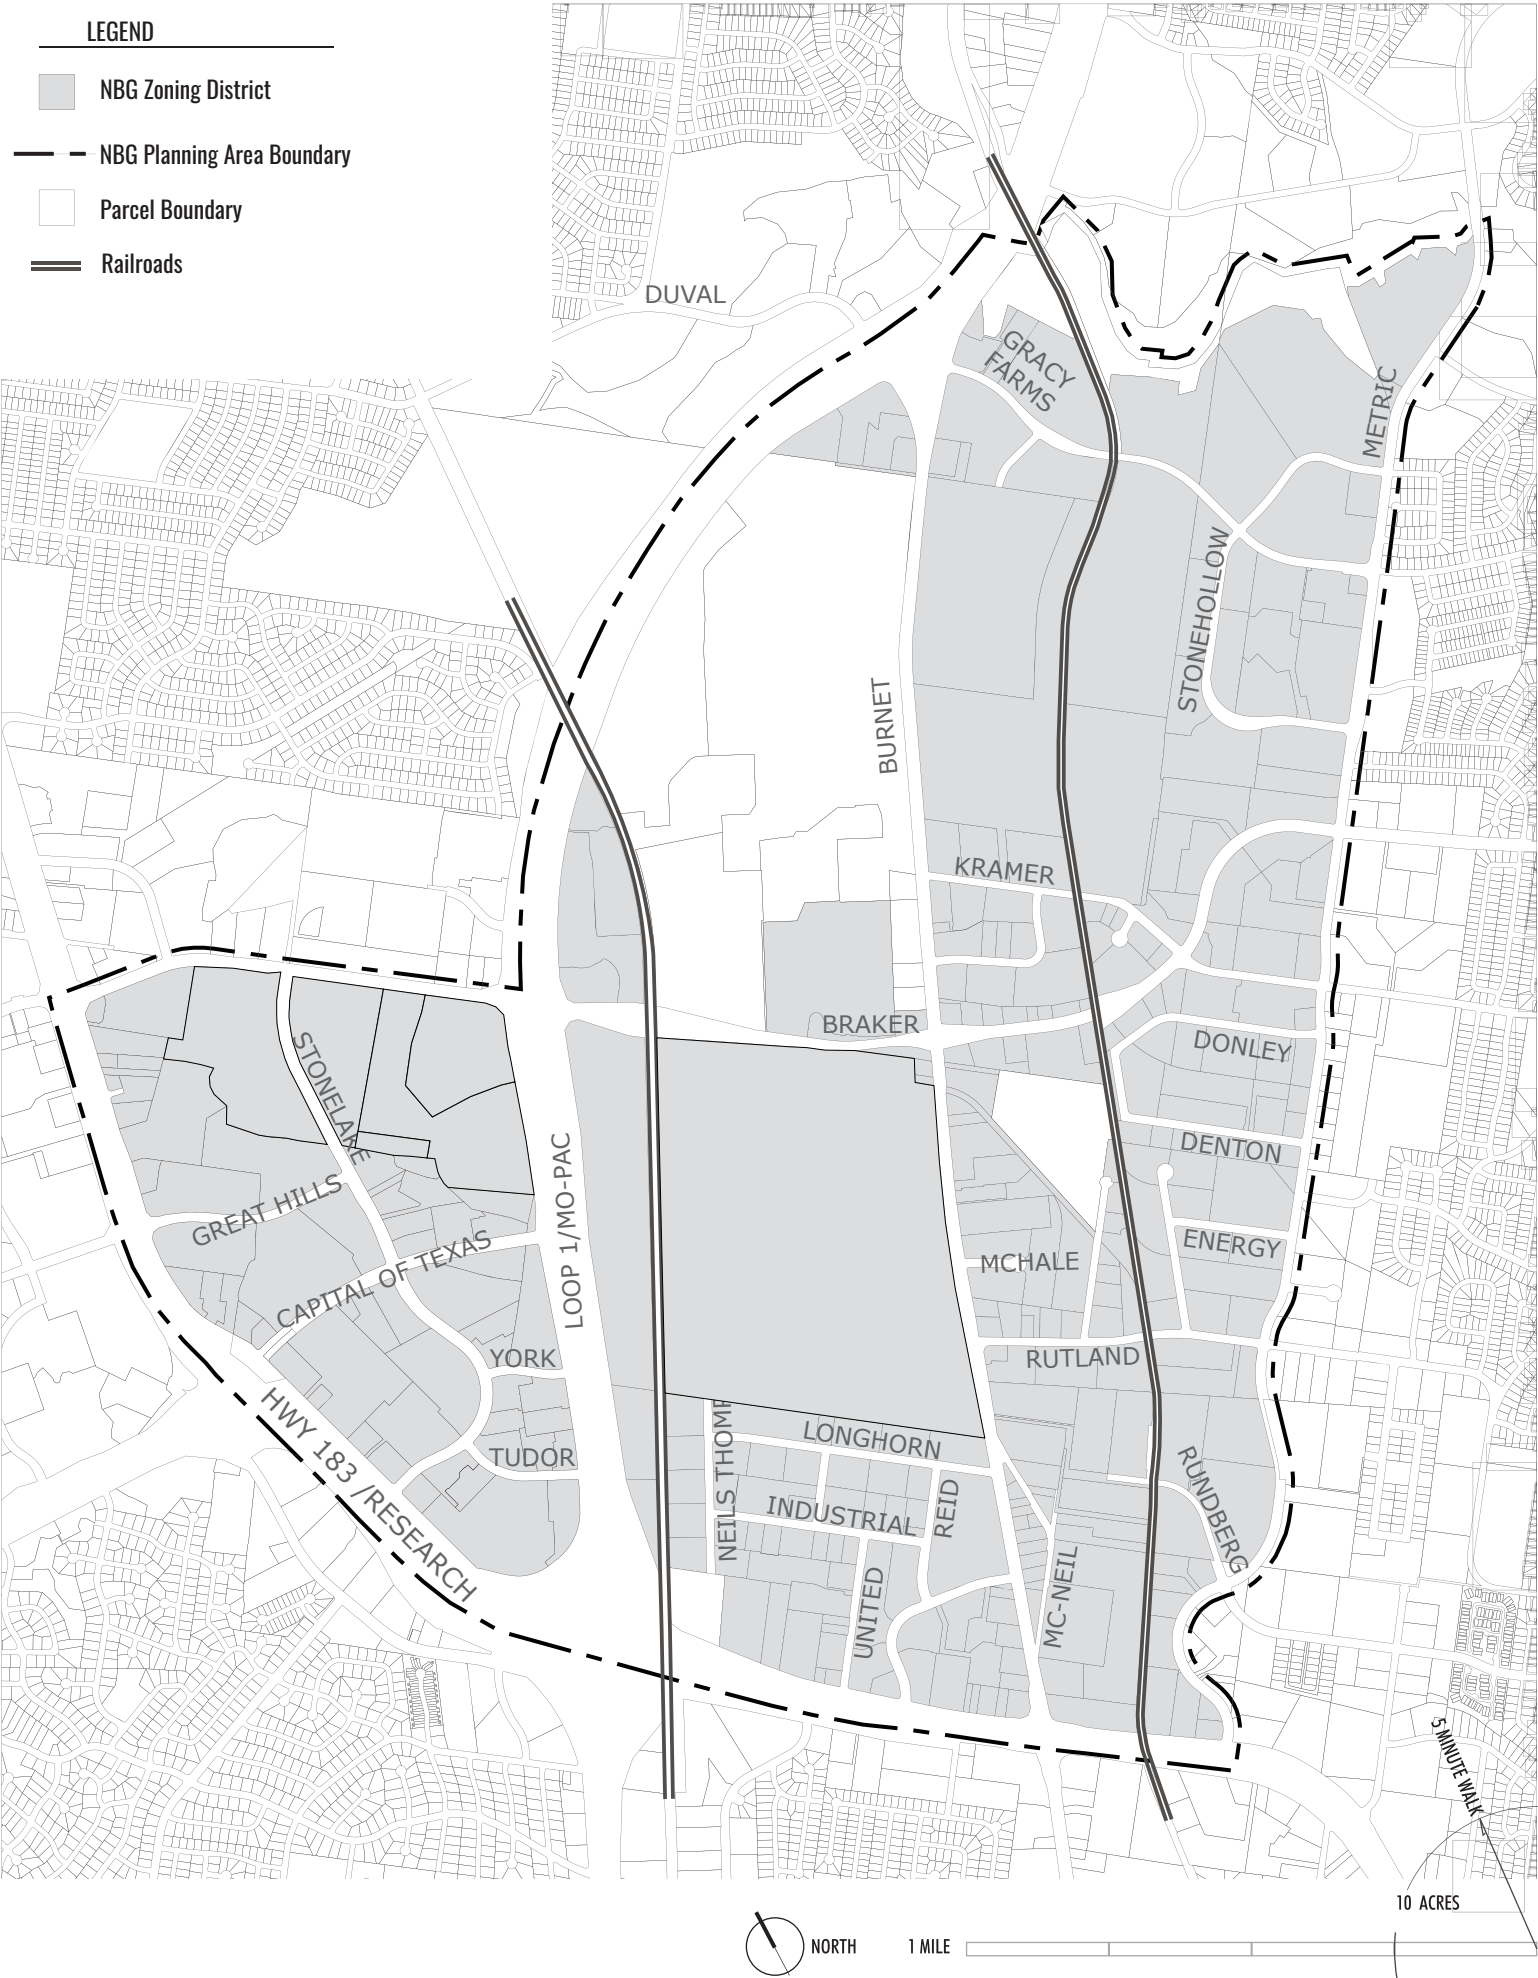 LEGEND
NBG Zoning District
NBG Planning Area Boundary
Parcel Boundary
Railroads
DUVAL
GRACY
FARMS
METRIC
STONEHOLLOW
BURNET
KRAMER
BRAKER
DONLEY
STONELAKE
DENTON
LOOP 1/MO-PAC
GREAT HILLS
ENERGY
CAPITAL OF TEXAS
MCHALE
YORK
RUTLAND
HWY 183 /RESEARCH
LONGHORN
NEILS THOMP
TUDOR
RUNDBERG
INDUSTRIAL
REID
UNITED
MC-NEIL
5 MINUTE WALK
10 ACRES
NORTH
1 MILE